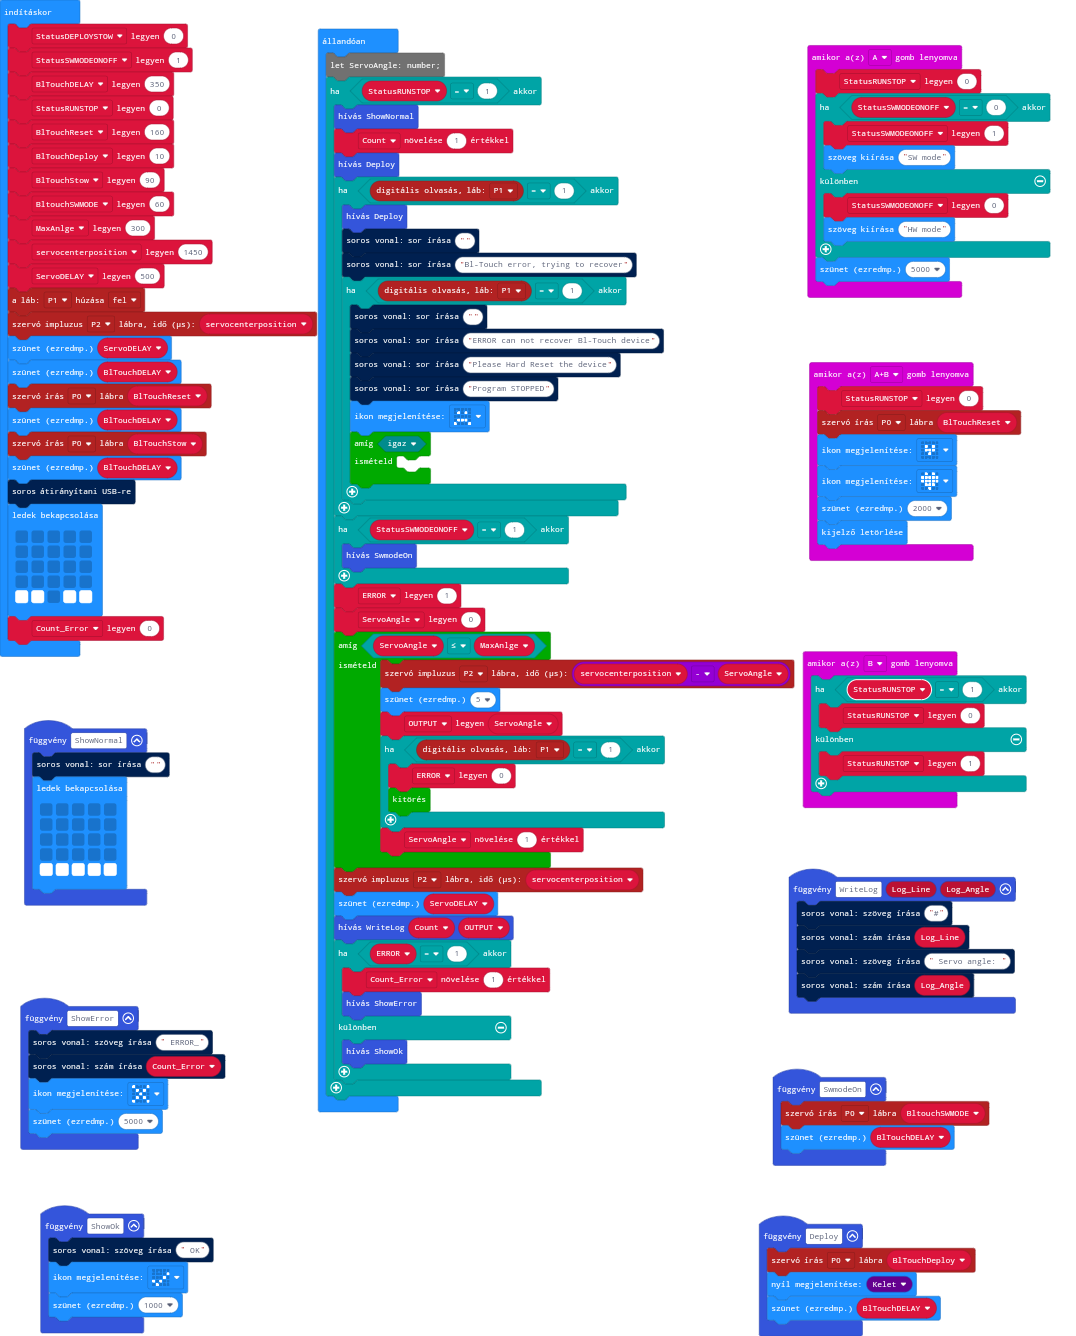 indításkor
StatusDEPLOYSTOW legyen 0
StatusSWMODEONOFF legyen 1
BlTouchDELAY legyen 350
StatusRUNSTOP legyen 0
BlTouchReset legyen 160
BlTouchDeploy legyen 10
BlTouchStow legyen 90
BltouchSWMODE legyen 60
MaxAnlge legyen 300
servocenterposition legyen 1450
ServoDELAY legyen 500
a láb: P1 húzása fel
szervó impluzus P2 lábra, idő (µs): servocenterposition
szünet (ezredmp.) ServoDELAY
szünet (ezredmp.) BlTouchDELAY
szervó írás P0 lábra BlTouchReset
szünet (ezredmp.) BlTouchDELAY
szervó írás P0 lábra BlTouchStow
szünet (ezredmp.) BlTouchDELAY
soros átirányítani USB-re
ledek bekapcsolása
Count_Error legyen 0
függvény ShowNormal
soros vonal: sor írása ""
ledek bekapcsolása
függvény ShowError
soros vonal: szöveg írása " ERROR_"
soros vonal: szám írása Count_Error
ikon megjelenítése:
szünet (ezredmp.) 5000
függvény ShowOk
soros vonal: szöveg írása " OK"
ikon megjelenítése:
szünet (ezredmp.) 1000
állandóan
let ServoAngle: number;
ha StatusRUNSTOP = 1 akkor
hívás ShowNormal
Count növelése 1 értékkel
hívás Deploy
ha digitális olvasás, láb: P1 = 1 akkor
hívás Deploy
soros vonal: sor írása ""
soros vonal: sor írása "Bl-Touch error, trying to recover"
ha digitális olvasás, láb: P1 = 1 akkor
soros vonal: sor írása ""
soros vonal: sor írása "ERROR can not recover Bl-Touch device"
soros vonal: sor írása "Please Hard Reset the device"
soros vonal: sor írása "Program STOPPED"
ikon megjelenítése:
amíg igaz
ismételd
ha StatusSWMODEONOFF = 1 akkor
hívás SwmodeOn
ERROR legyen 1
ServoAngle legyen 0
amíg ServoAngle ≤ MaxAnlge
ismételd
szervó impluzus P2 lábra, idő (µs): servocenterposition - ServoAngle
szünet (ezredmp.) 5
OUTPUT legyen ServoAngle
ha digitális olvasás, láb: P1 = 1 akkor
ERROR legyen 0
kitörés
ServoAngle növelése 1 értékkel
szervó impluzus P2 lábra, idő (µs): servocenterposition
szünet (ezredmp.) ServoDELAY
hívás WriteLog Count OUTPUT
ha ERROR = 1 akkor
Count_Error növelése 1 értékkel
hívás ShowError
különben
hívás ShowOk
amikor a(z) A gomb lenyomva
StatusRUNSTOP legyen 0
ha StatusSWMODEONOFF = 0 akkor
StatusSWMODEONOFF legyen 1
szöveg kiírása "SW mode"
különben
StatusSWMODEONOFF legyen 0
szöveg kiírása "HW mode"
szünet (ezredmp.) 5000
amikor a(z) A+B gomb lenyomva
StatusRUNSTOP legyen 0
szervó írás P0 lábra BlTouchReset
ikon megjelenítése:
ikon megjelenítése:
szünet (ezredmp.) 2000
kijelző letörlése
amikor a(z) B gomb lenyomva
ha StatusRUNSTOP = 1 akkor
StatusRUNSTOP legyen 0
különben
StatusRUNSTOP legyen 1
függvény WriteLog Log_Line Log_Angle
soros vonal: szöveg írása "#"
soros vonal: szám írása Log_Line
soros vonal: szöveg írása " Servo angle: "
soros vonal: szám írása Log_Angle
függvény SwmodeOn
szervó írás P0 lábra BltouchSWMODE
szünet (ezredmp.) BlTouchDELAY
függvény Deploy
szervó írás P0 lábra BlTouchDeploy
nyíl megjelenítése: Kelet
szünet (ezredmp.) BlTouchDELAY